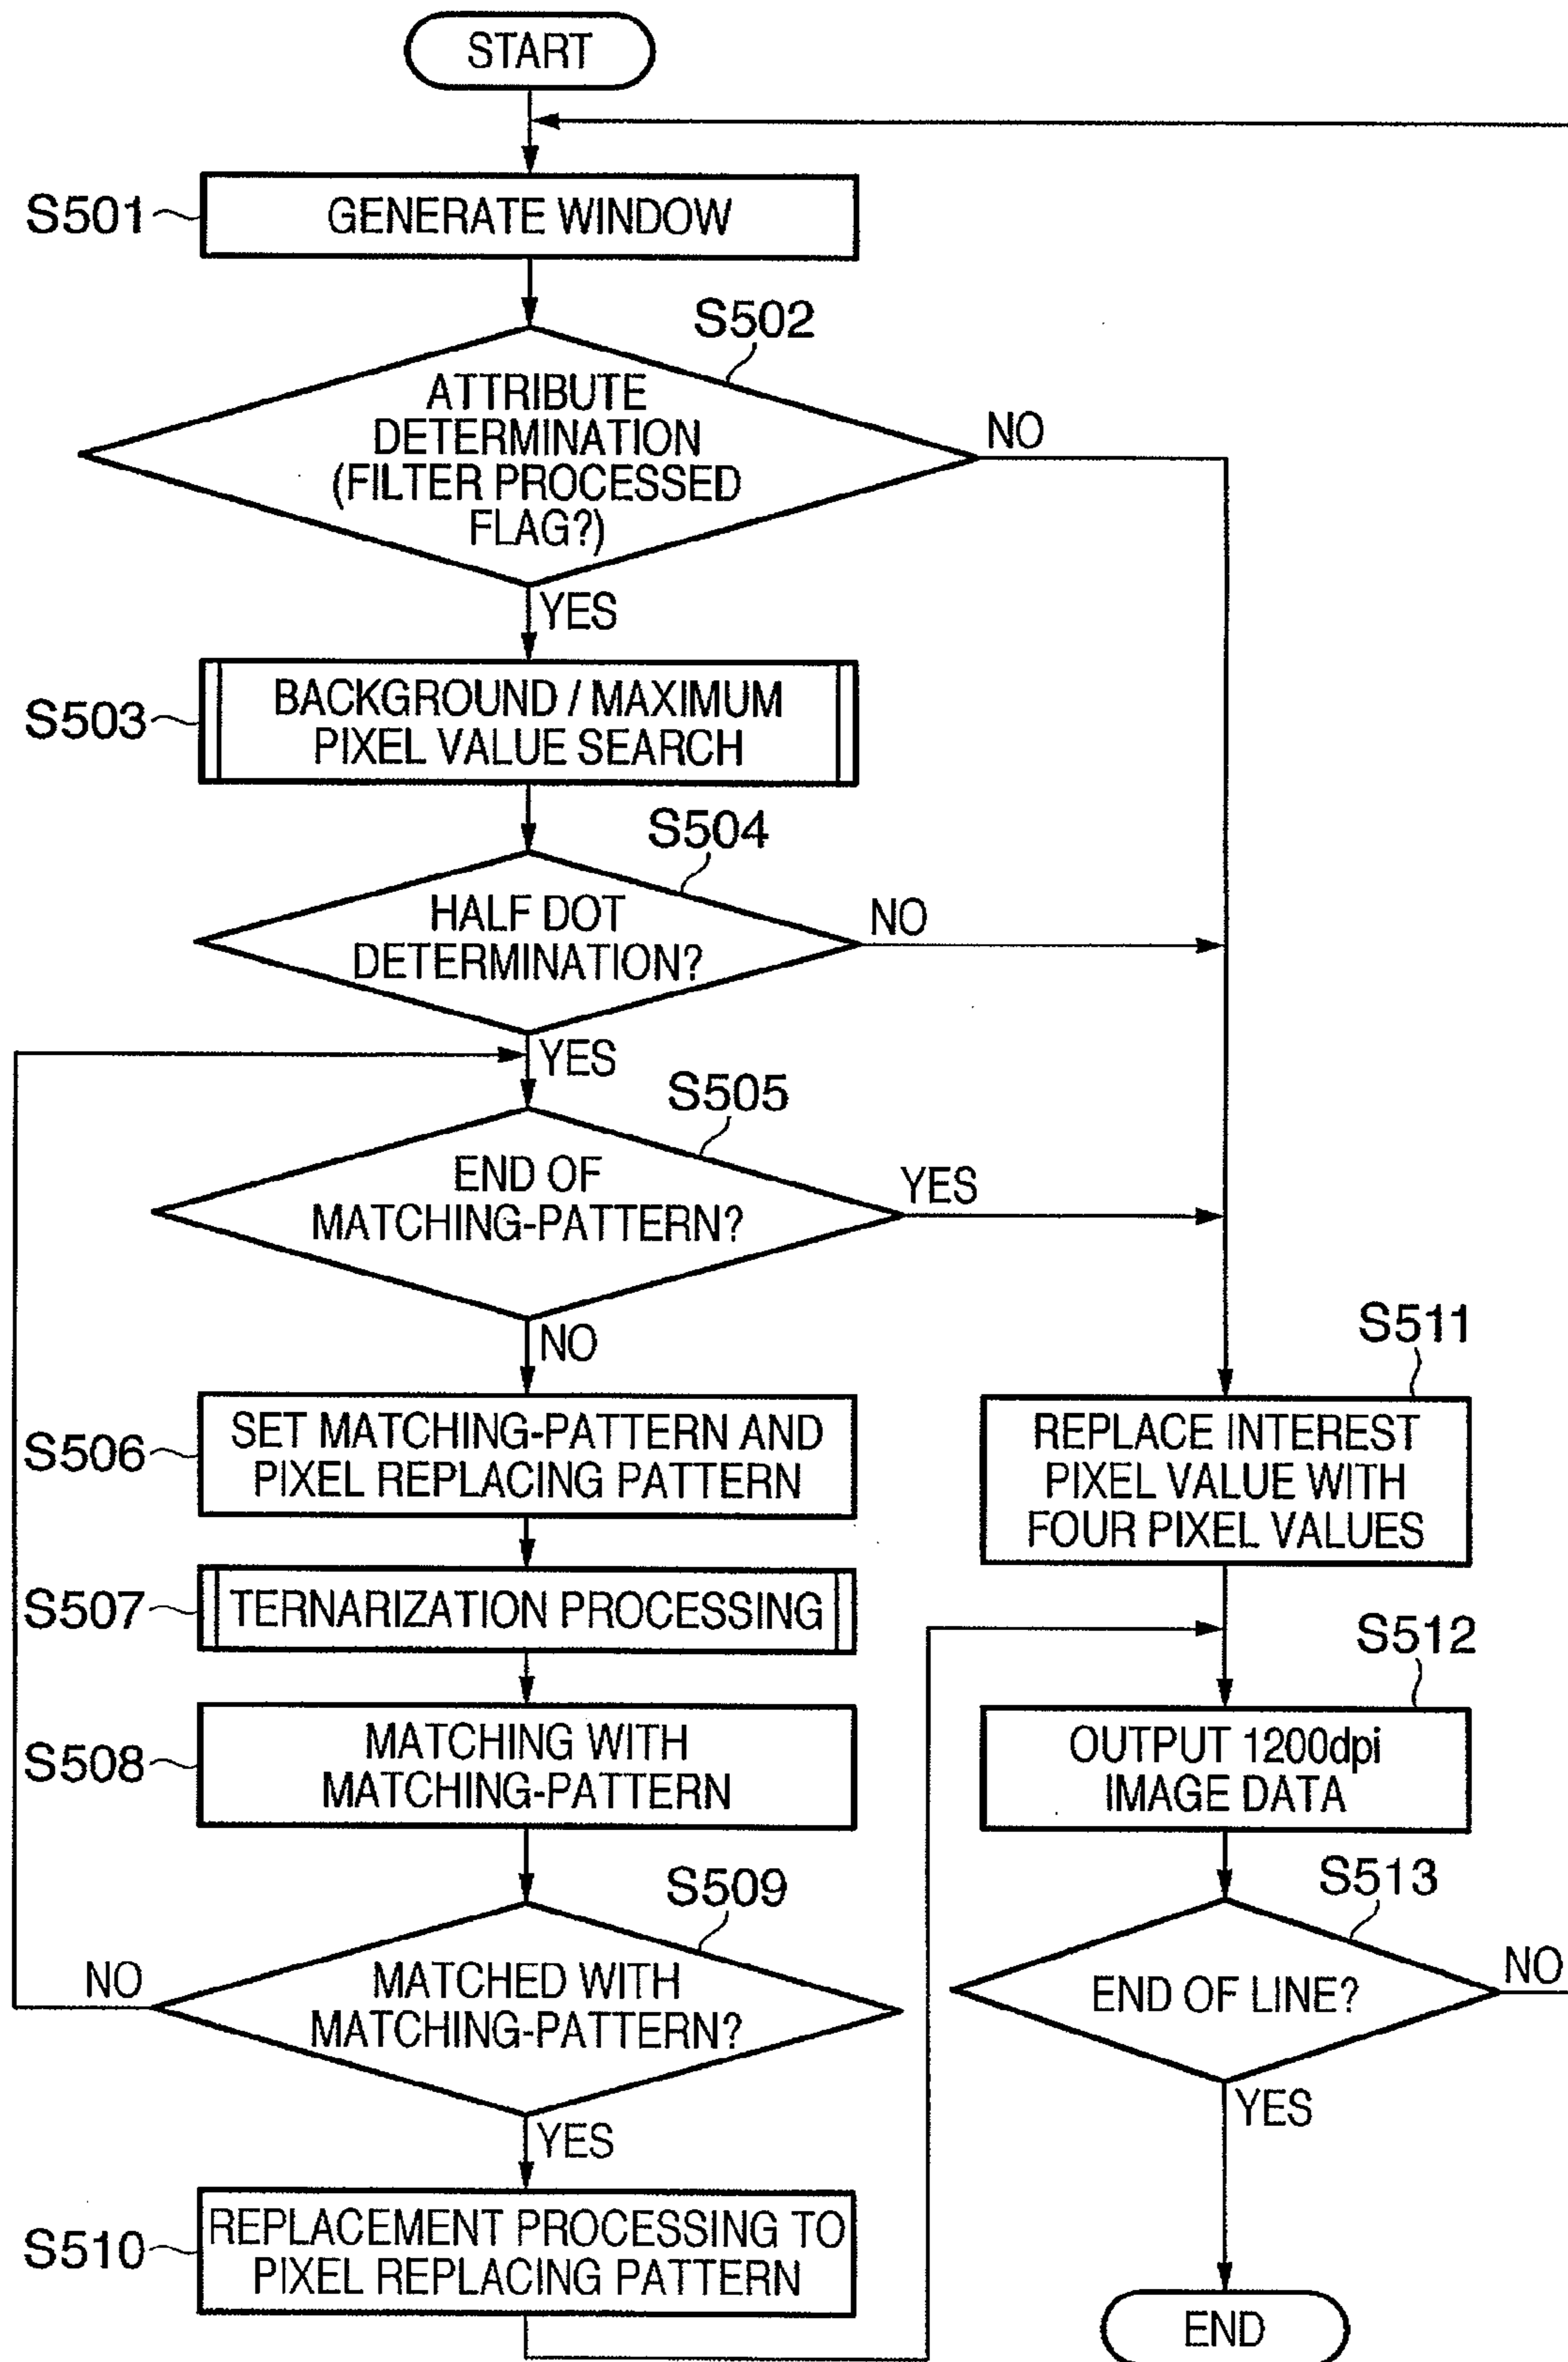 START
S501
GENERATE WINDOW
S502
ATTRIBUTE
DETERMINATION
(FILTER PROCESSED
FLAG?)
NO
YES
S503
BACKGROUND / MAXIMUM
PIXEL VALUE SEARCH
S504
HALF DOT
DETERMINATION?
NO
YES
S505
END OF
MATCHING-PATTERN?
YES
NO
S506
SET MATCHING-PATTERN AND
PIXEL REPLACING PATTERN
S507
TERNARIZATION PROCESSING
S508
MATCHING WITH
MATCHING-PATTERN
S509
MATCHED WITH
MATCHING-PATTERN?
NO
YES
S510
REPLACEMENT PROCESSING TO
PIXEL REPLACING PATTERN
S511
REPLACE INTEREST
PIXEL VALUE WITH
FOUR PIXEL VALUES
S512
OUTPUT 1200dpi
IMAGE DATA
S513
END OF LINE?
NO
YES
END